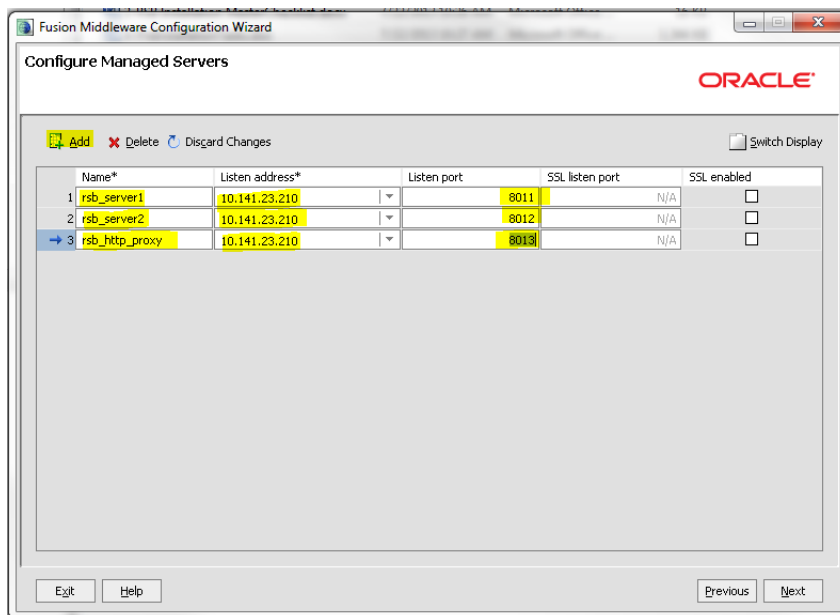 Fusion Middleware Configuration Wizard
Configure Managed Servers
ORACLE
Add Delete Discard Changes Switch Display
Name* Listen address* Listen port SSL listen port SSL enabled
1 rsb_server1 10.141.23.210 8011 N/A
2 rsb_server2 10.141.23.210 8012 N/A
3 rsb_http_proxy 10.141.23.210 8013 N/A
Exit Help Previous Next